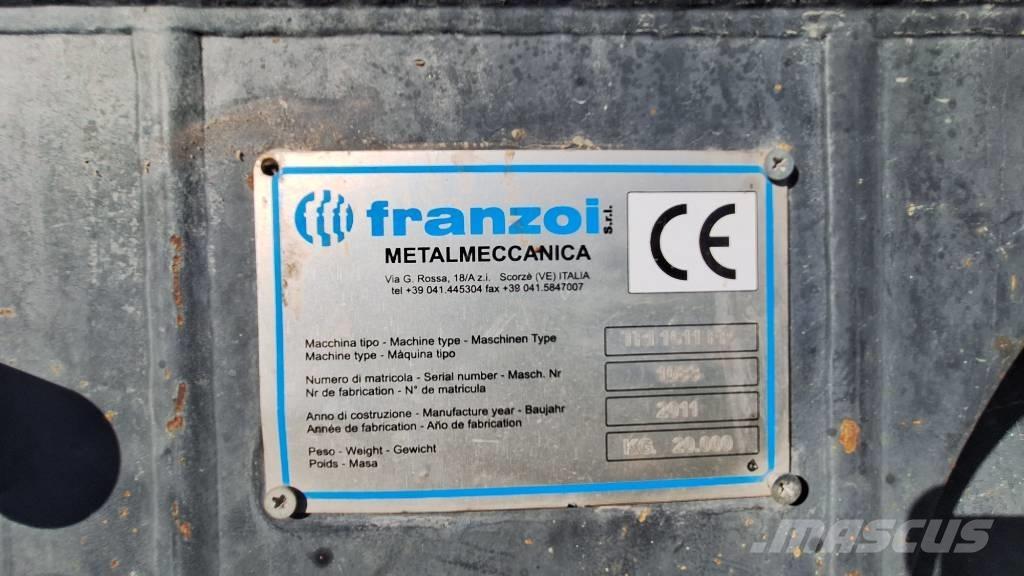 franzoi s.r.l.
METALMECCANICA
Via G. Rossa, 18/A z.i. Scorzè (VE) ITALIA
tel +39 041.445304 fax +39 041.5847007
CE
Macchina tipo - Machine type - Maschinen Type
Machine type - Màquina tipo
Numero di matricola - Serial number - Masch. Nr
Nr de fabrication - N° de matricula
Anno di costruzione - Manufacture year - Baujahr
2011
Année de fabrication - Año de fabrication
Peso - Weight - Gewicht
KG. 20.000
Poids - Masa
MASCUS